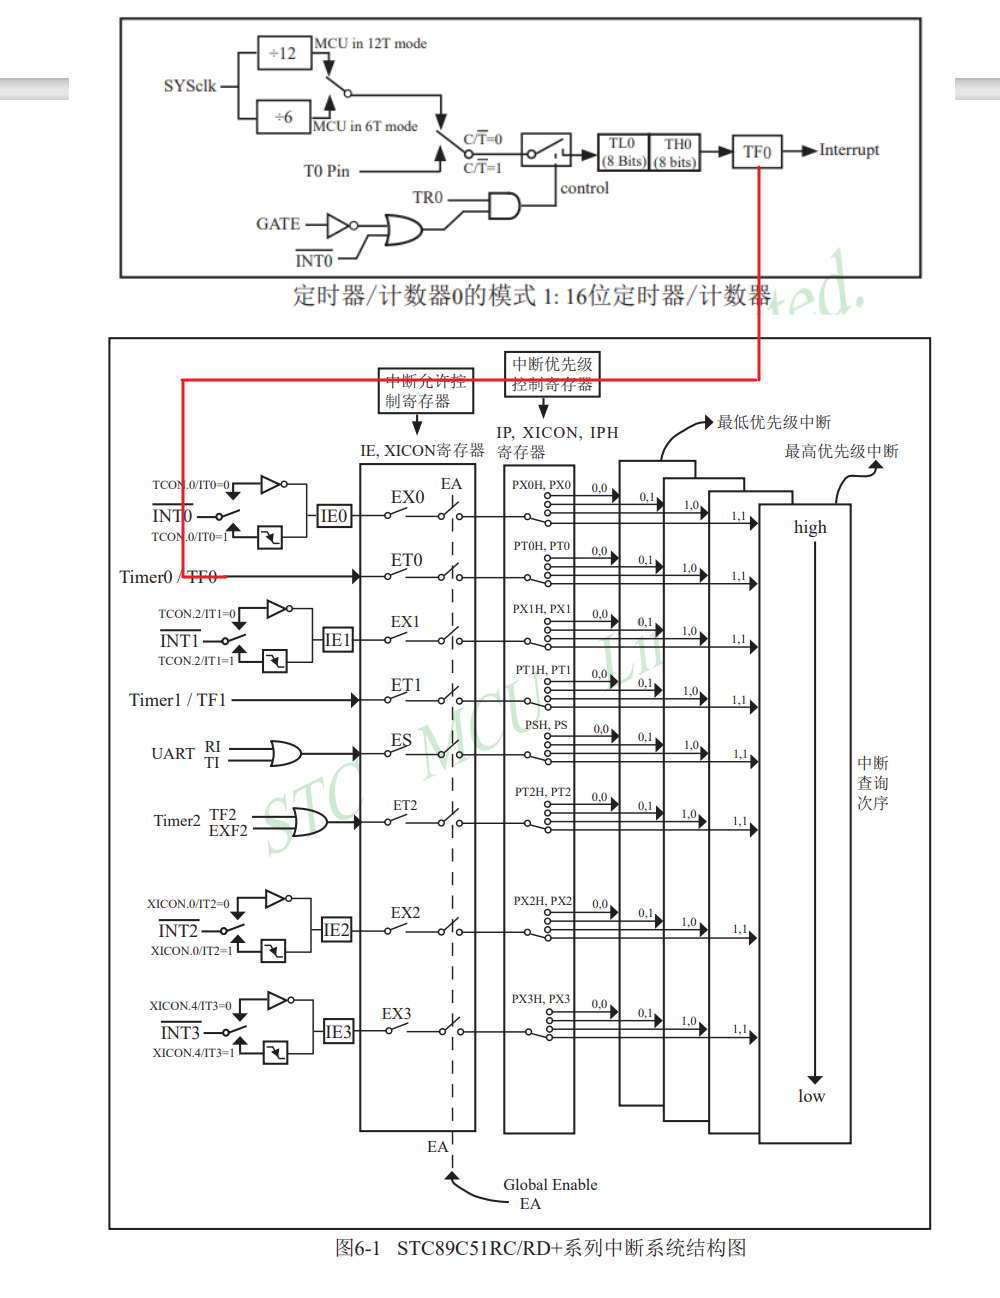 MCU in 12T mode
÷12
SYSclk
÷6
MCU in 6T mode
C/T̅=0
C/T̅=1
T0 Pin
TL0
(8 Bits)
TH0
(8 bits)
TF0
Interrupt
control
TR0
GATE
I̅N̅T̅0̅
定时器/计数器0的模式 1: 16位定时器/计数器
ted.
中断允许控
制寄存器
中断优先级
控制寄存器
最低优先级中断
最高优先级中断
IE, XICON寄存器
IP, XICON, IPH
寄存器
EA
TCON.0/IT0=0
I̅N̅T̅0̅
TCON.0/IT0=1
IE0
EX0
PX0H, PX0
0,0
0,1
1,0
1,1
high
Timer0 / TF0
ET0
PT0H, PT0
0,0
0,1
1,0
1,1
TCON.2/IT1=0
I̅N̅T̅1̅
TCON.2/IT1=1
IE1
EX1
PX1H, PX1
0,0
0,1
1,0
1,1
Timer1 / TF1
ET1
PT1H, PT1
0,0
0,1
1,0
1,1
UART
RI
TI
ES
PSH, PS
0,0
0,1
1,0
1,1
中断
查询
次序
Timer2
TF2
EXF2
ET2
PT2H, PT2
0,0
0,1
1,0
1,1
STC MCU Li
XICON.0/IT2=0
I̅N̅T̅2̅
XICON.0/IT2=1
IE2
EX2
PX2H, PX2
0,0
0,1
1,0
1,1
XICON.4/IT3=0
I̅N̅T̅3̅
XICON.4/IT3=1
IE3
EX3
PX3H, PX3
0,0
0,1
1,0
1,1
low
EA
Global Enable
EA
图6-1 STC89C51RC/RD+系列中断系统结构图